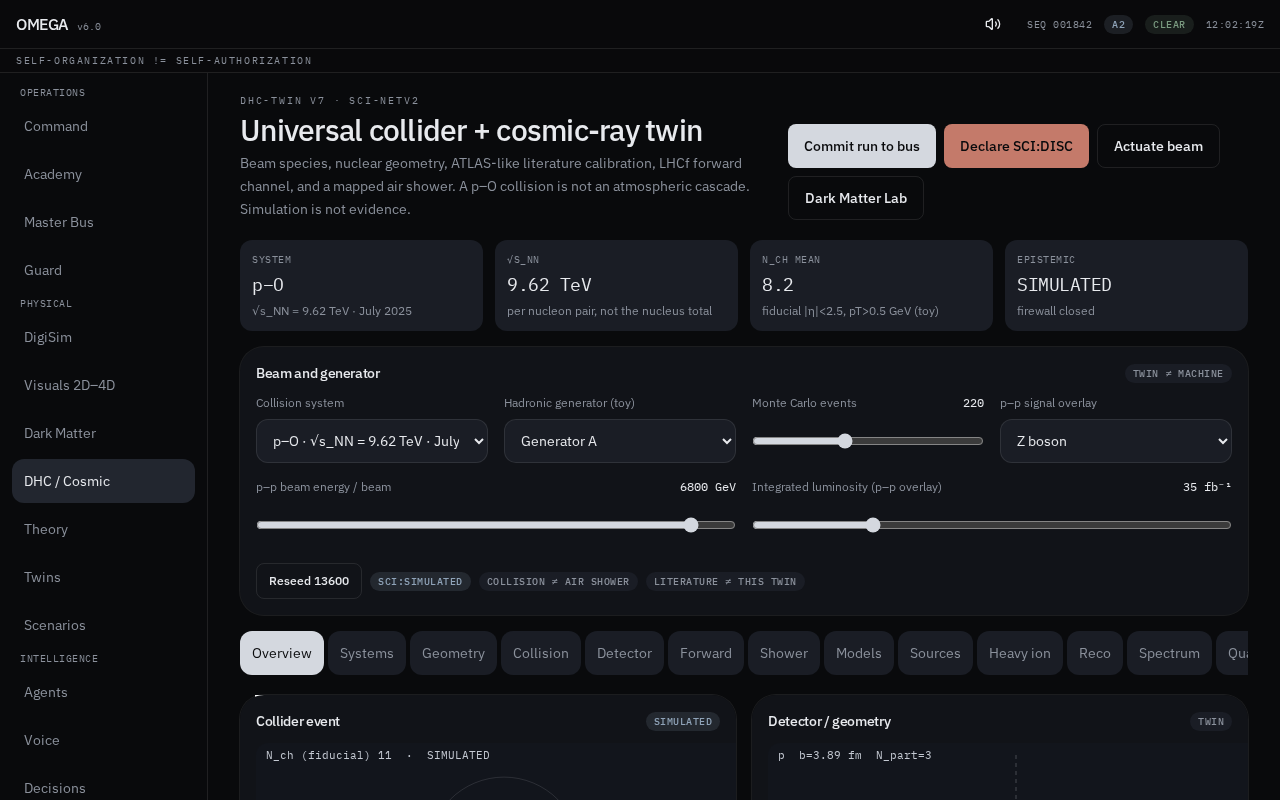 OMEGA v6.0
SEQ 001842 A2 CLEAR 12:02:19Z
SELF-ORGANIZATION != SELF-AUTHORIZATION
OPERATIONS
Command
Academy
Master Bus
Guard
PHYSICAL
DigiSim
Visuals 2D–4D
Dark Matter
DHC / Cosmic
Theory
Twins
Scenarios
INTELLIGENCE
Agents
Voice
Decisions
DHC-TWIN V7 · SCI-NETV2
Universal collider + cosmic-ray twin
Beam species, nuclear geometry, ATLAS-like literature calibration, LHCf forward
channel, and a mapped air shower. A p–O collision is not an atmospheric cascade.
Simulation is not evidence.
Commit run to bus
Declare SCI:DISC
Actuate beam
Dark Matter Lab
SYSTEM
p–O
√s_NN = 9.62 TeV · July 2025
√S_NN
9.62 TeV
per nucleon pair, not the nucleus total
N_CH MEAN
8.2
fiducial |η|<2.5, pT>0.5 GeV (toy)
EPISTEMIC
SIMULATED
firewall closed
Beam and generator
TWIN ≠ MACHINE
Collision system
p–O · √s_NN = 9.62 TeV · July
Hadronic generator (toy)
Generator A
Monte Carlo events 220
p–p signal overlay
Z boson
p–p beam energy / beam 6800 GeV
Integrated luminosity (p–p overlay) 35 fb⁻¹
Reseed 13600
SCI:SIMULATED
COLLISION ≠ AIR SHOWER
LITERATURE ≠ THIS TWIN
Overview
Systems
Geometry
Collision
Detector
Forward
Shower
Models
Sources
Heavy ion
Reco
Spectrum
Collider event
SIMULATED
N_ch (fiducial) 11 · SIMULATED
Detector / geometry
TWIN
p b=3.89 fm N_part=3